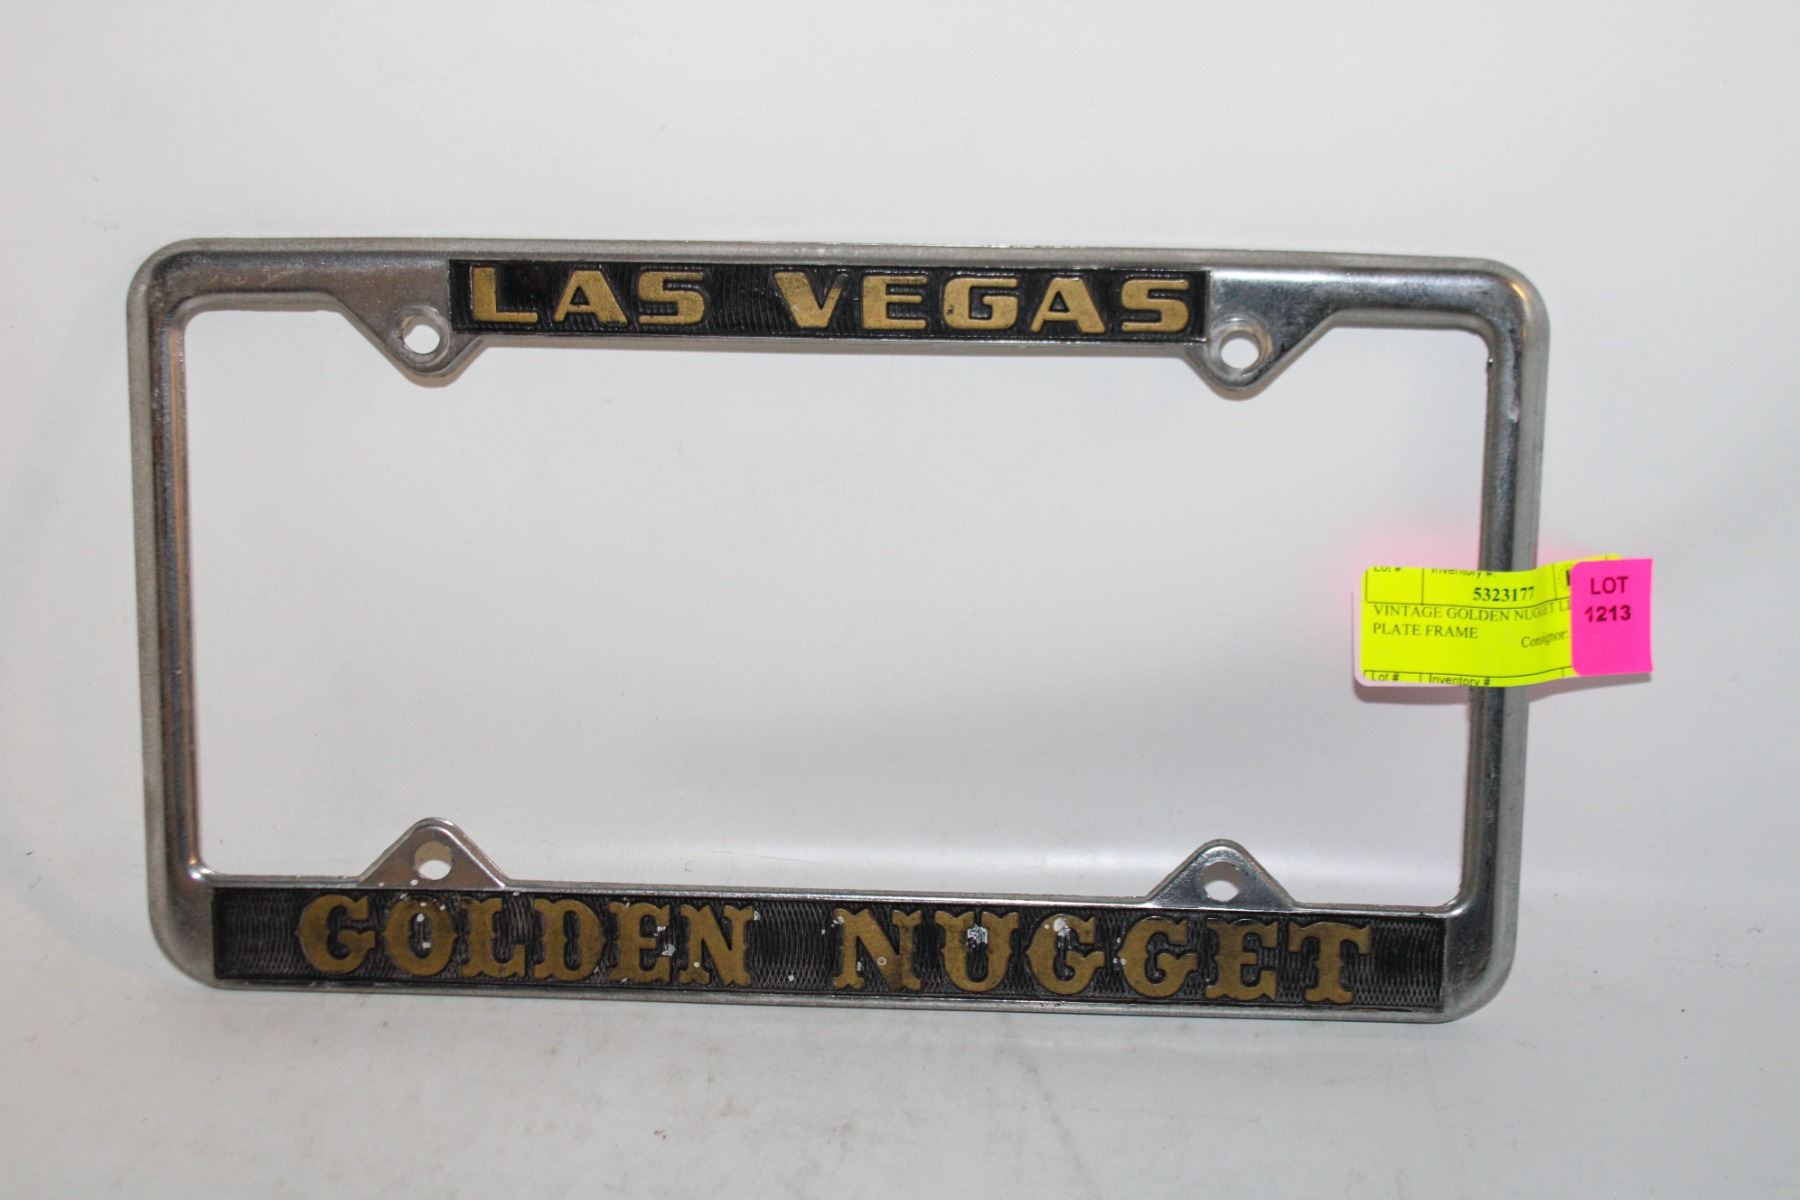 LAS VEGAS
Lot #: Inventory #:
5323177
VINTAGE GOLDEN NUGGET
PLATE FRAME Consignor:
Lot # Inventory #
LOT
1213
GOLDEN NUGGET